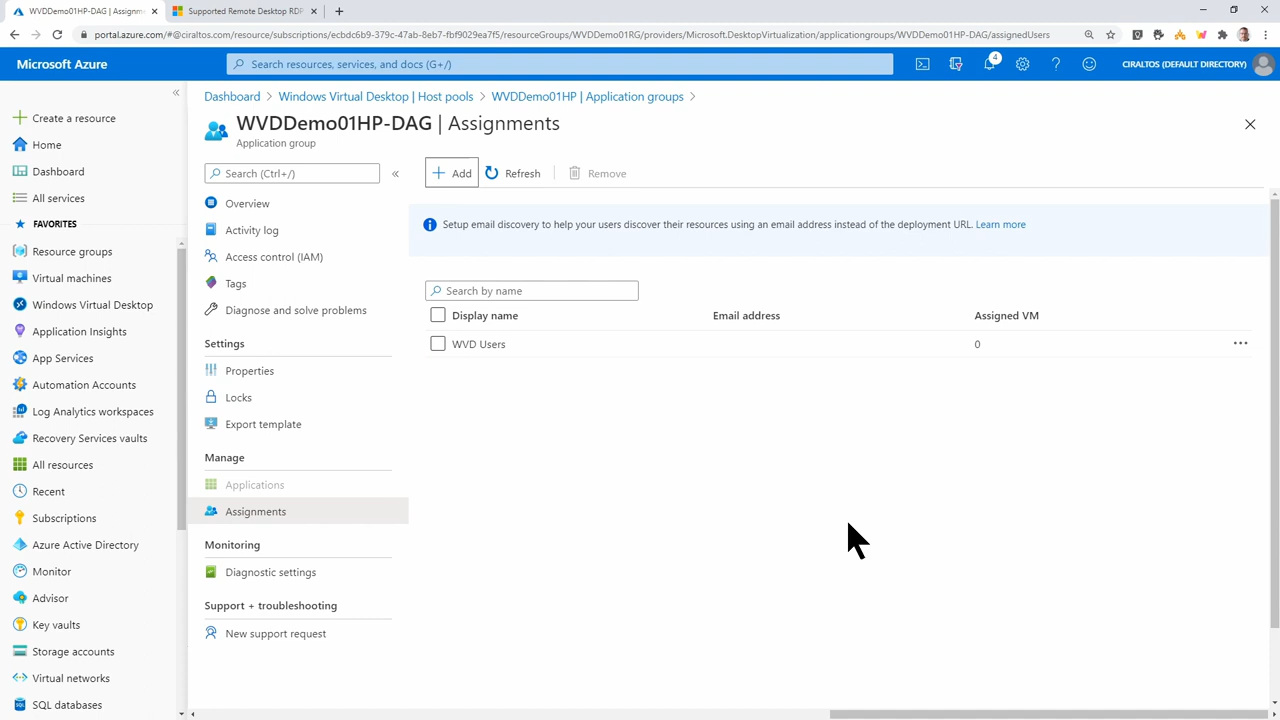 WVDDemo01HP-DAG | Assignm
Supported Remote Desktop RDP
portal.azure.com/#@ciraltos.com/resource/subscriptions/ecbdc6b9-379c-47ab-8eb7-fbf9029ea7f5/resourceGroups/WVDDemo01RG/providers/Microsoft.DesktopVirtualization/applicationgroups/WVDDemo01HP-DAG/assignedUsers
Microsoft Azure
Search resources, services, and docs (G+/)
4
CIRALTOS (DEFAULT DIRECTORY)
Dashboard > Windows Virtual Desktop | Host pools > WVDDemo01HP | Application groups >
WVDDemo01HP-DAG | Assignments
Application group
Create a resource
Home
Dashboard
All services
FAVORITES
Resource groups
Virtual machines
Windows Virtual Desktop
Application Insights
App Services
Automation Accounts
Log Analytics workspaces
Recovery Services vaults
All resources
Recent
Subscriptions
Azure Active Directory
Monitor
Advisor
Key vaults
Storage accounts
Virtual networks
SQL databases
Search (Ctrl+/)
Overview
Activity log
Access control (IAM)
Tags
Diagnose and solve problems
Settings
Properties
Locks
Export template
Manage
Applications
Assignments
Monitoring
Diagnostic settings
Support + troubleshooting
New support request
Add Refresh Remove
Setup email discovery to help your users discover their resources using an email address instead of the deployment URL. Learn more
Search by name
Display name Email address Assigned VM
WVD Users 0